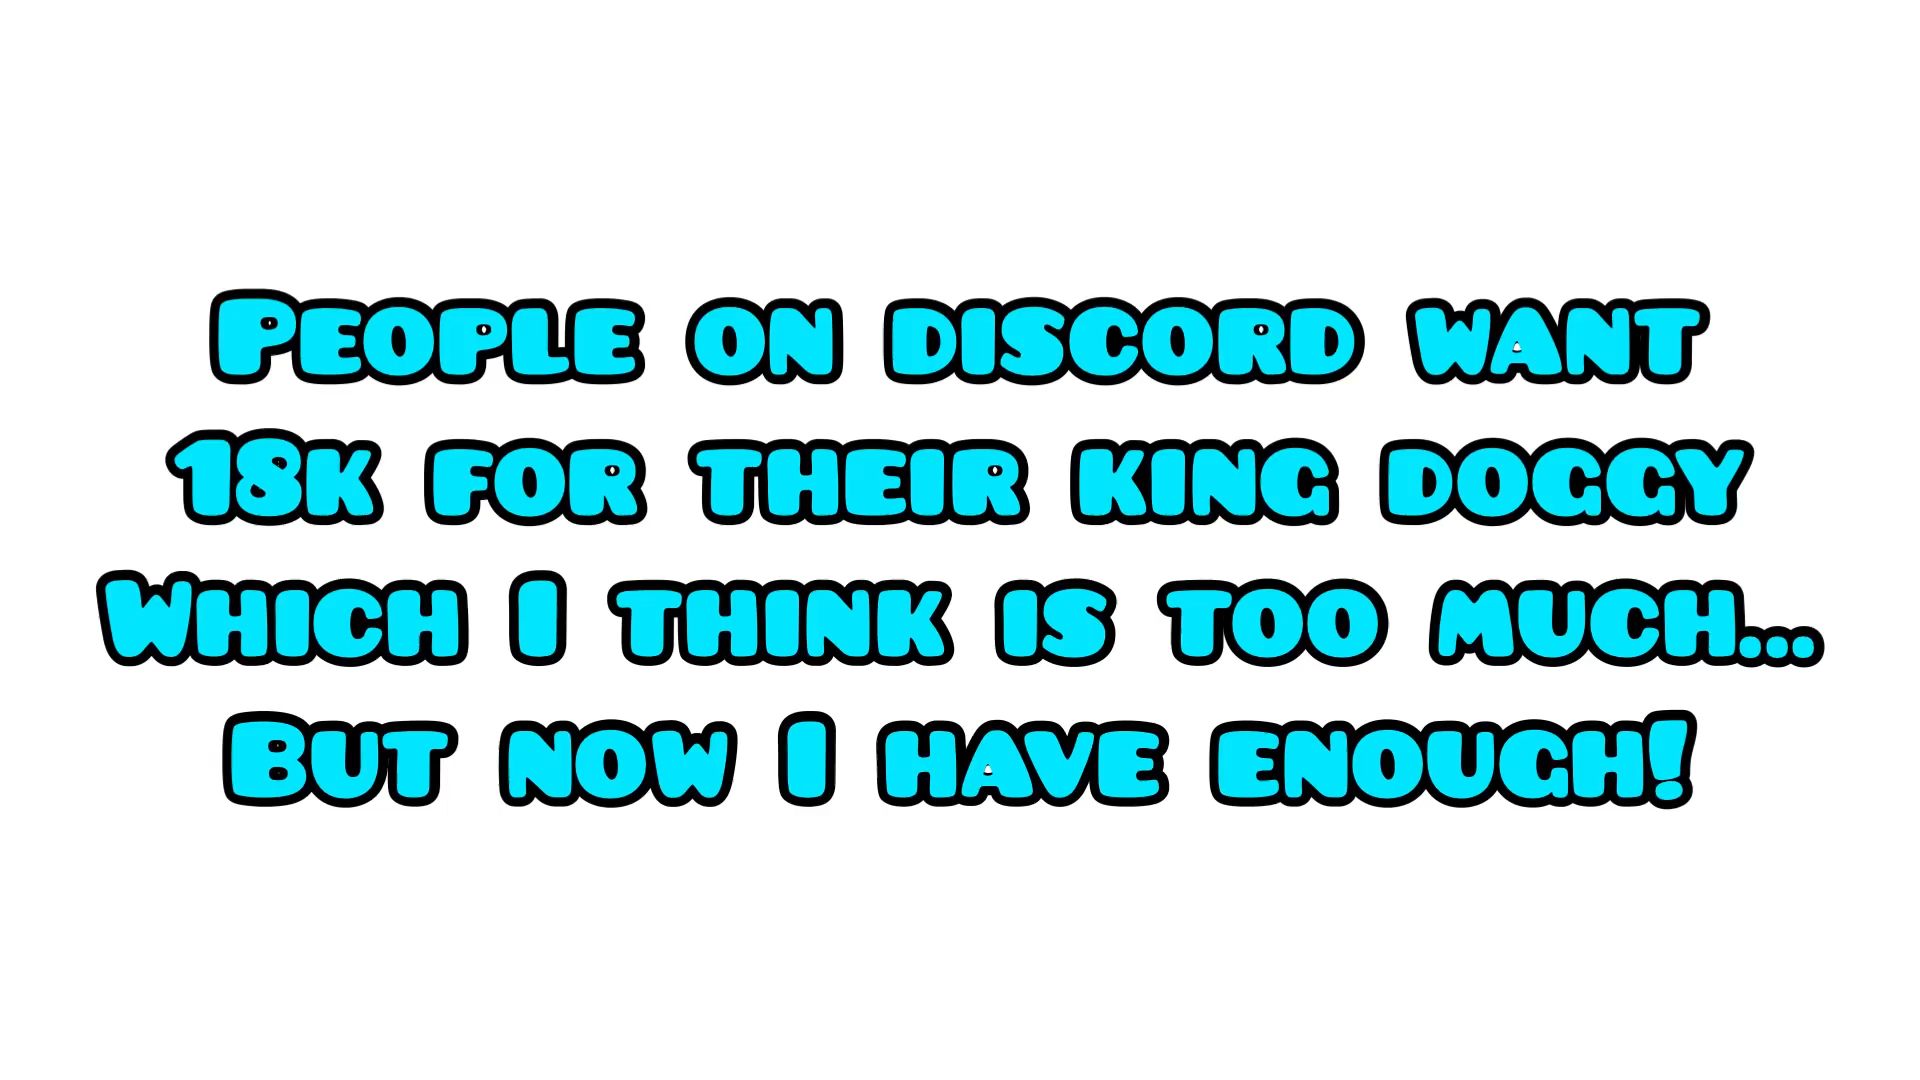 People on discord want
18k for their king doggy
Which I think is too much...
But now I have enough!